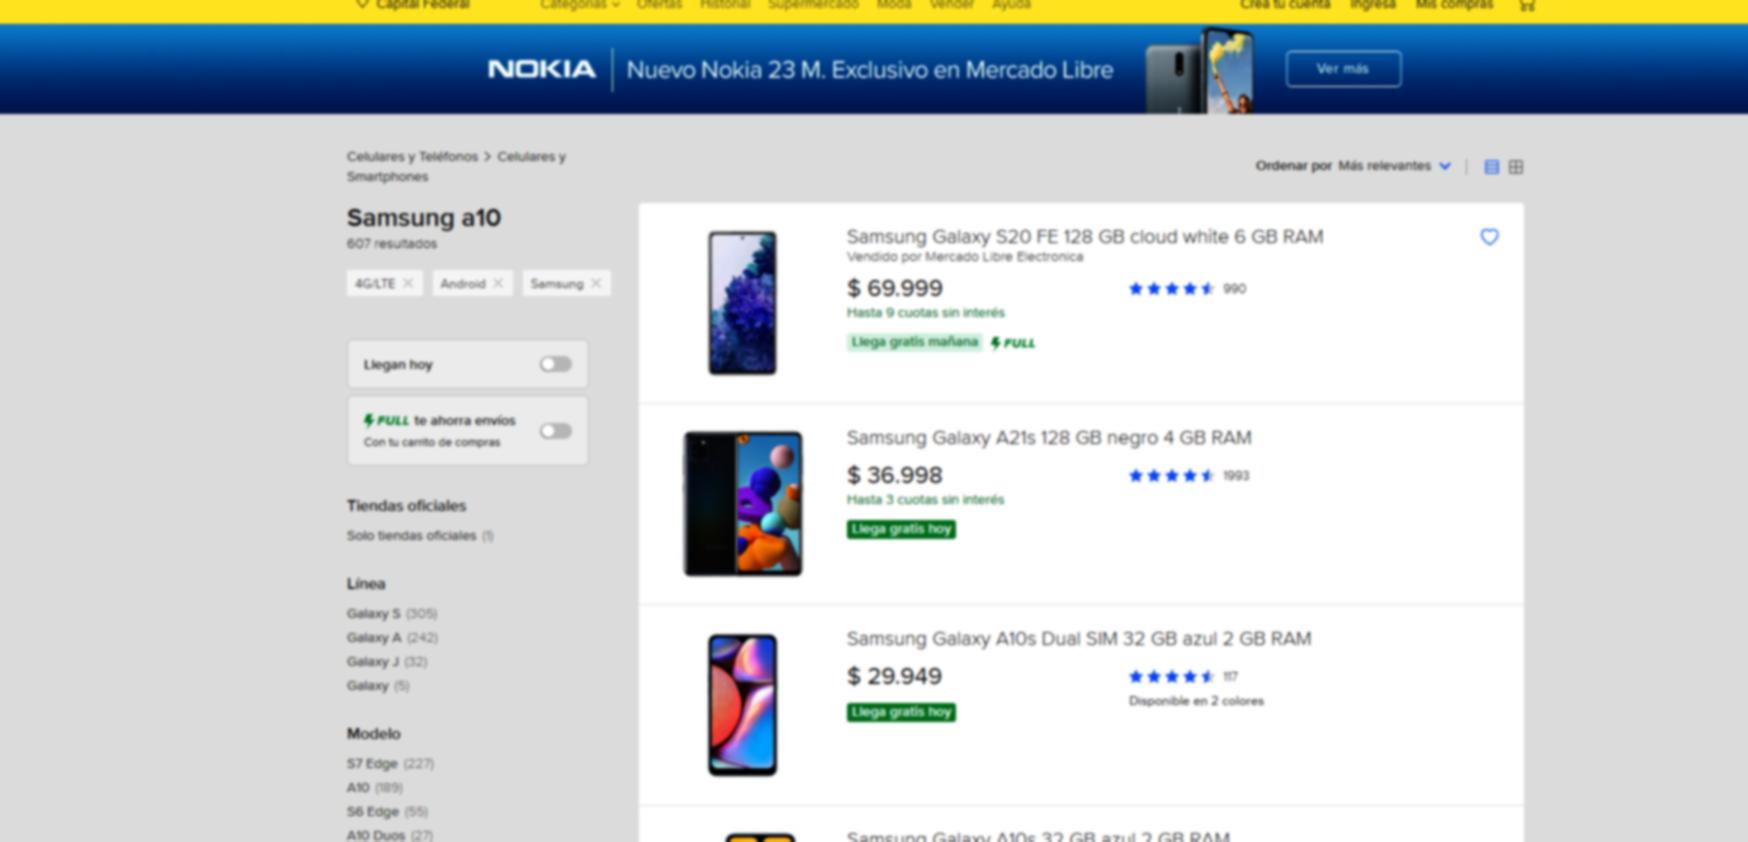 Capital Federal
Categorías Ofertas Historial Supermercado Moda Vender Ayuda
Creá tu cuenta Ingresá Mis compras
NOKIA
Nuevo Nokia 23 M. Exclusivo en Mercado Libre
Ver más
Celulares y Teléfonos > Celulares y
Smartphones
Ordenar por Más relevantes
Samsung a10
607 resultados
4G/LTE × Android × Samsung ×
Llegan hoy
FULL te ahorra envíos
Con tu carrito de compras
Tiendas oficiales
Solo tiendas oficiales (1)
Línea
Galaxy S (305)
Galaxy A (242)
Galaxy J (32)
Galaxy (5)
Modelo
S7 Edge (227)
A10 (189)
S6 Edge (55)
A10 Duos (27)
Samsung Galaxy S20 FE 128 GB cloud white 6 GB RAM
Vendido por Mercado Libre Electronica
$ 69.999
990
Hasta 9 cuotas sin interés
Llega gratis mañana FULL
Samsung Galaxy A21s 128 GB negro 4 GB RAM
$ 36.998
1993
Hasta 3 cuotas sin interés
Llega gratis hoy
Samsung Galaxy A10s Dual SIM 32 GB azul 2 GB RAM
$ 29.949
117
Disponible en 2 colores
Llega gratis hoy
Samsung Galaxy A10s 32 GB azul 2 GB RAM